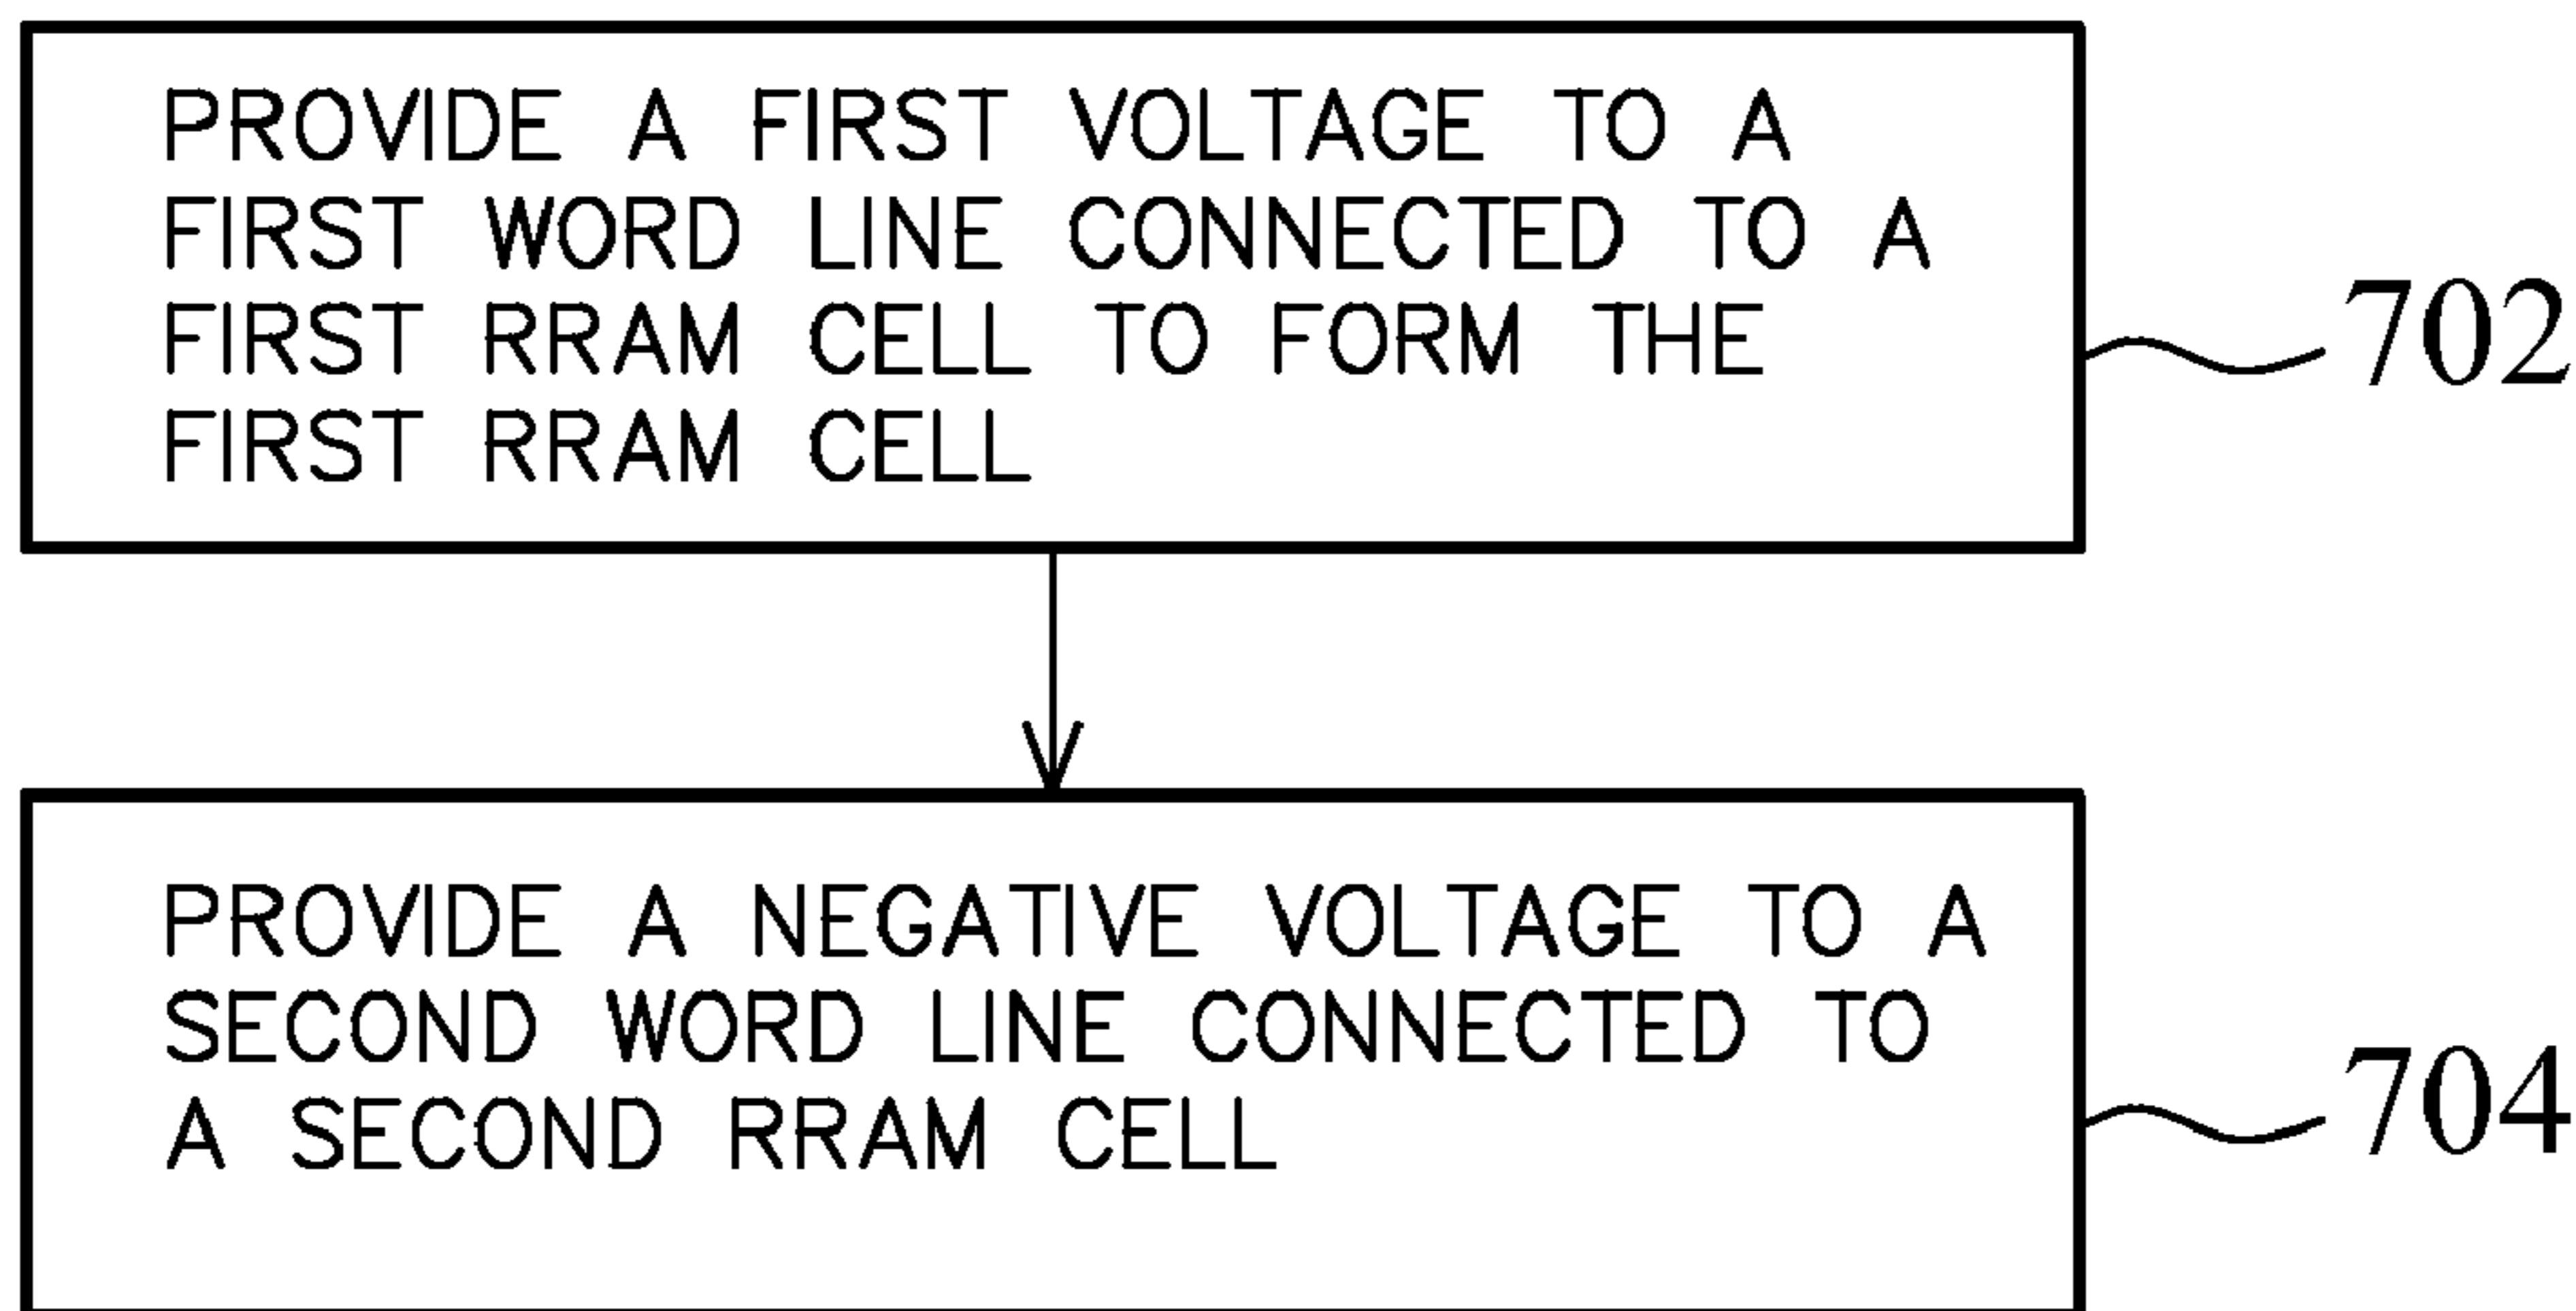 PROVIDE A FIRST VOLTAGE TO A
FIRST WORD LINE CONNECTED TO A
FIRST RRAM CELL TO FORM THE
FIRST RRAM CELL
702
PROVIDE A NEGATIVE VOLTAGE TO A
SECOND WORD LINE CONNECTED TO
A SECOND RRAM CELL
704